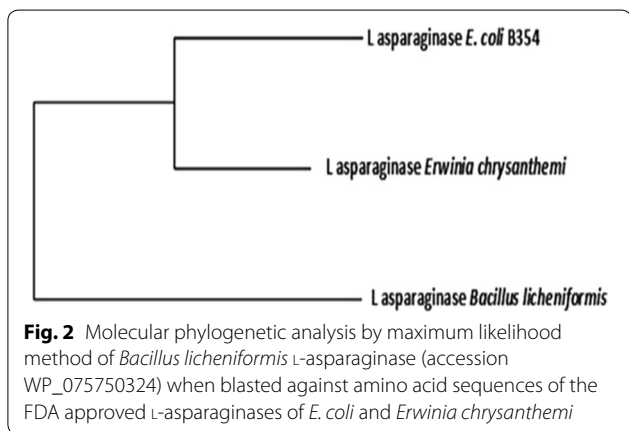 L asparaginase E. coli B354
L asparaginase Erwinia chrysanthemi
L asparaginase Bacillus licheniformis
Fig. 2 Molecular phylogenetic analysis by maximum likelihood
method of Bacillus licheniformis ʟ-asparaginase (accession
WP_075750324) when blasted against amino acid sequences of the
FDA approved ʟ-asparaginases of E. coli and Erwinia chrysanthemi